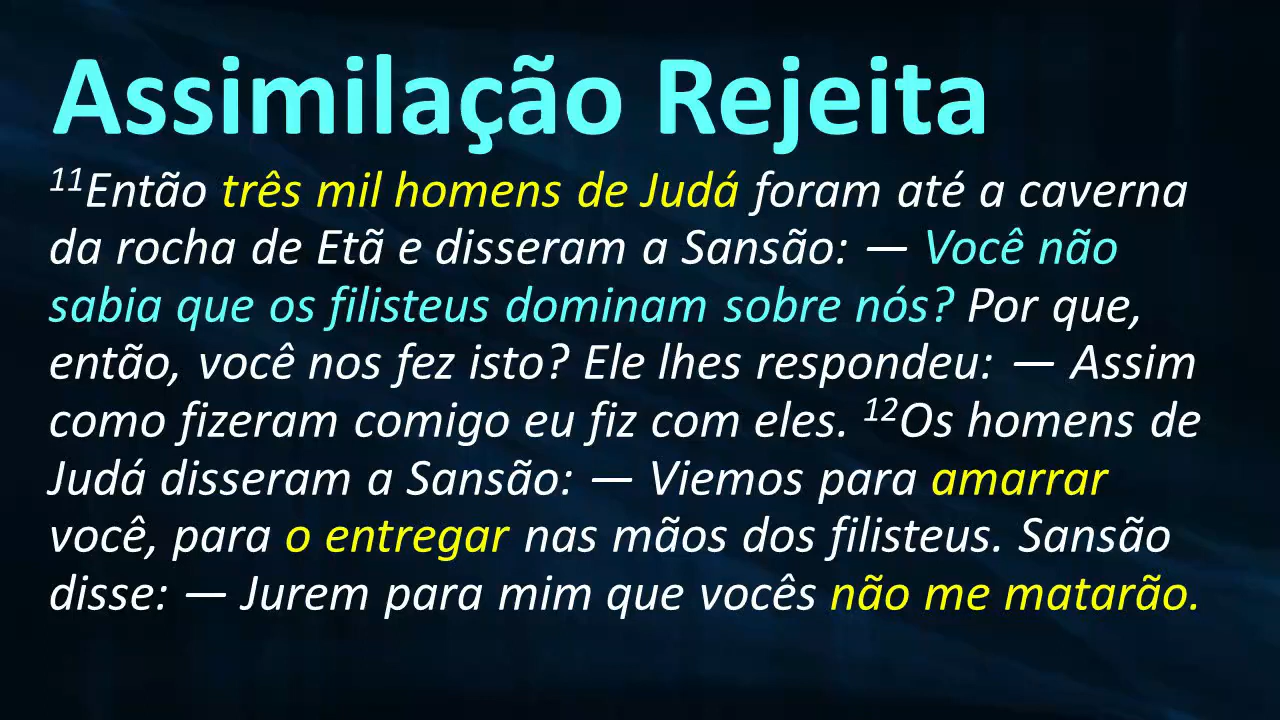 Assimilação Rejeita
¹¹Então três mil homens de Judá foram até a caverna
da rocha de Etã e disseram a Sansão: — Você não
sabia que os filisteus dominam sobre nós? Por que,
então, você nos fez isto? Ele lhes respondeu: — Assim
como fizeram comigo eu fiz com eles. ¹²Os homens de
Judá disseram a Sansão: — Viemos para amarrar
você, para o entregar nas mãos dos filisteus. Sansão
disse: — Jurem para mim que vocês não me matarão.